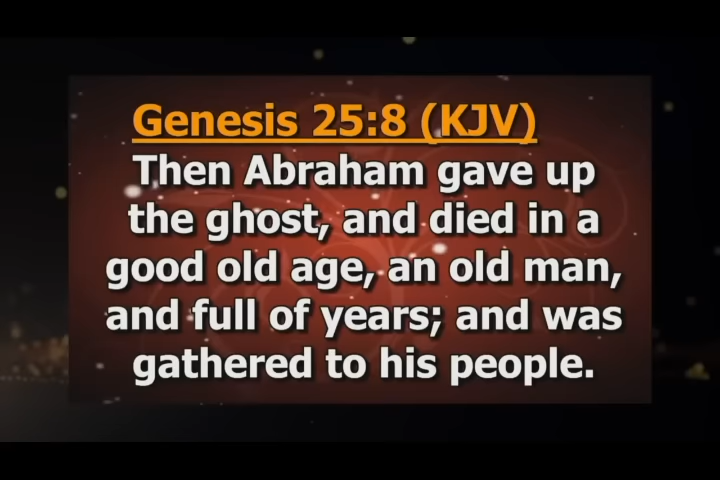 Genesis 25:8 (KJV)
Then Abraham gave up
the ghost, and died in a
good old age, an old man,
and full of years; and was
gathered to his people.